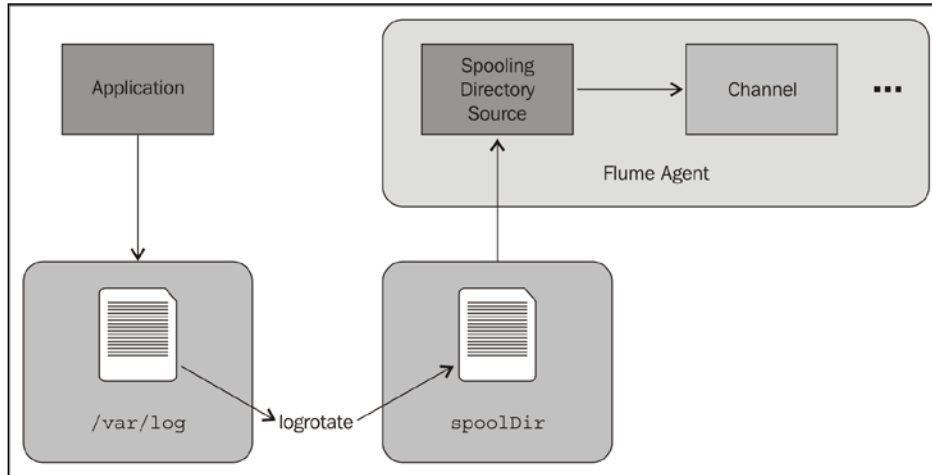 Application
Spooling
Directory
Source
Channel
...
Flume Agent
/var/log
logrotate
spoolDir